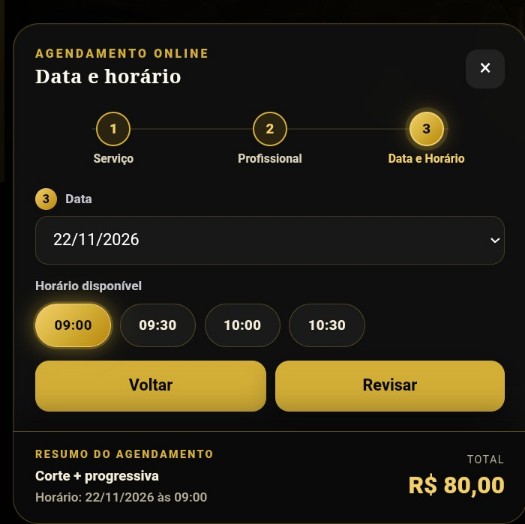 AGENDAMENTO ONLINE
Data e horário
×
1 2 3
Serviço Profissional Data e Horário
3 Data
22/11/2026
Horário disponível
09:00 09:30 10:00 10:30
Voltar Revisar
RESUMO DO AGENDAMENTO
Corte + progressiva
Horário: 22/11/2026 às 09:00
TOTAL
R$ 80,00